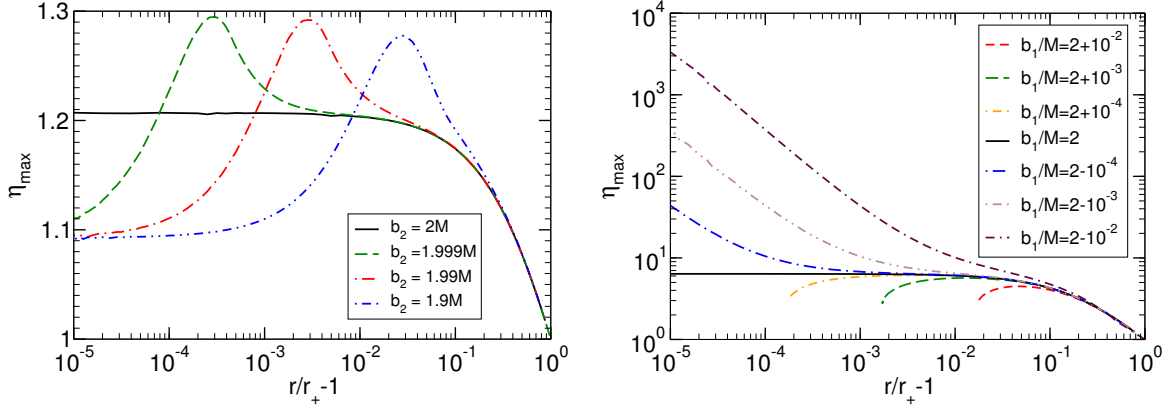 1.3
1.2
1.1
1
η_max
10^-5
10^-4
10^-3
10^-2
10^-1
10^0
r/r_+-1
b_2 = 2M
b_2 = 1.999M
b_2 = 1.99M
b_2 = 1.9M
10^4
10^3
10^2
10^1
10^0
η_max
10^-5
10^-4
10^-3
10^-2
10^-1
10^0
r/r_+-1
b_1/M=2+10^-2
b_1/M=2+10^-3
b_1/M=2+10^-4
b_1/M=2
b_1/M=2-10^-4
b_1/M=2-10^-3
b_1/M=2-10^-2